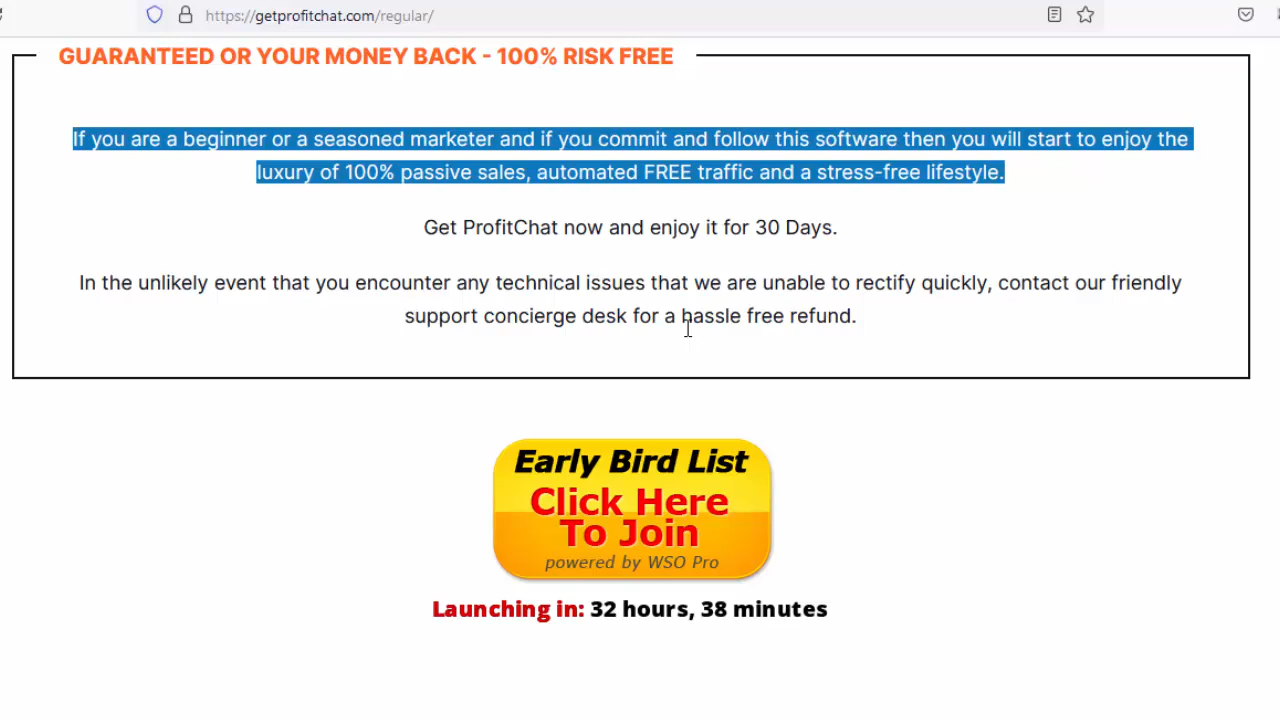 https://getprofitchat.com/regular/
GUARANTEED OR YOUR MONEY BACK - 100% RISK FREE
If you are a beginner or a seasoned marketer and if you commit and follow this software then you will start to enjoy the
luxury of 100% passive sales, automated FREE traffic and a stress-free lifestyle.
Get ProfitChat now and enjoy it for 30 Days.
In the unlikely event that you encounter any technical issues that we are unable to rectify quickly, contact our friendly
support concierge desk for a hassle free refund.
Early Bird List
Click Here
To Join
powered by WSO Pro
Launching in: 32 hours, 38 minutes